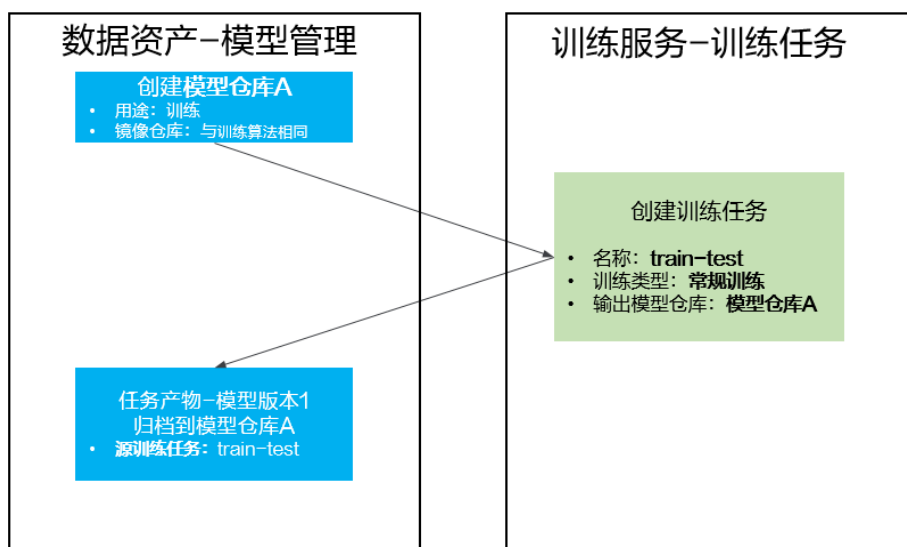 数据资产-模型管理
创建模型仓库A
• 用途：训练
• 镜像仓库：与训练算法相同
任务产物-模型版本1
归档到模型仓库A
• 源训练任务：train-test
训练服务-训练任务
创建训练任务
• 名称：train-test
• 训练类型：常规训练
• 输出模型仓库：模型仓库A